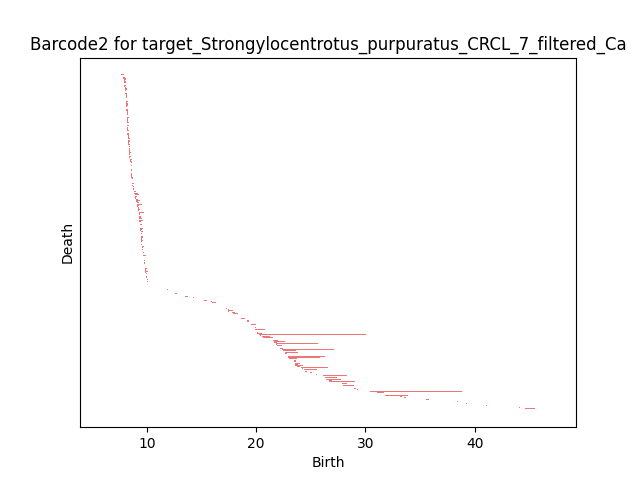 Barcode2 for target_Strongylocentrotus_purpuratus_CRCL_7_filtered_Ca
Death
10 20 30 40
Birth